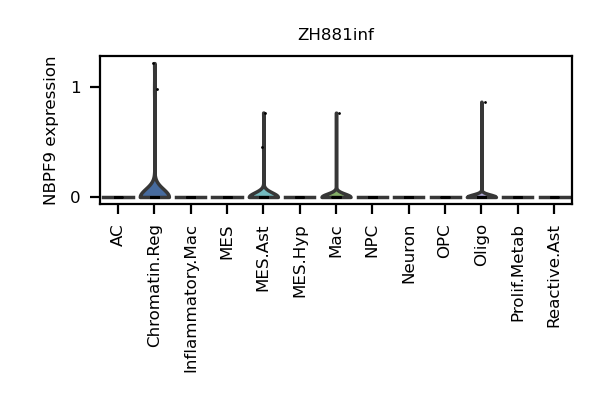 ZH881inf
NBPF9 expression
1
0
AC
Chromatin.Reg
Inflammatory.Mac
MES
MES.Ast
MES.Hyp
Mac
NPC
Neuron
OPC
Oligo
Prolif.Metab
Reactive.Ast